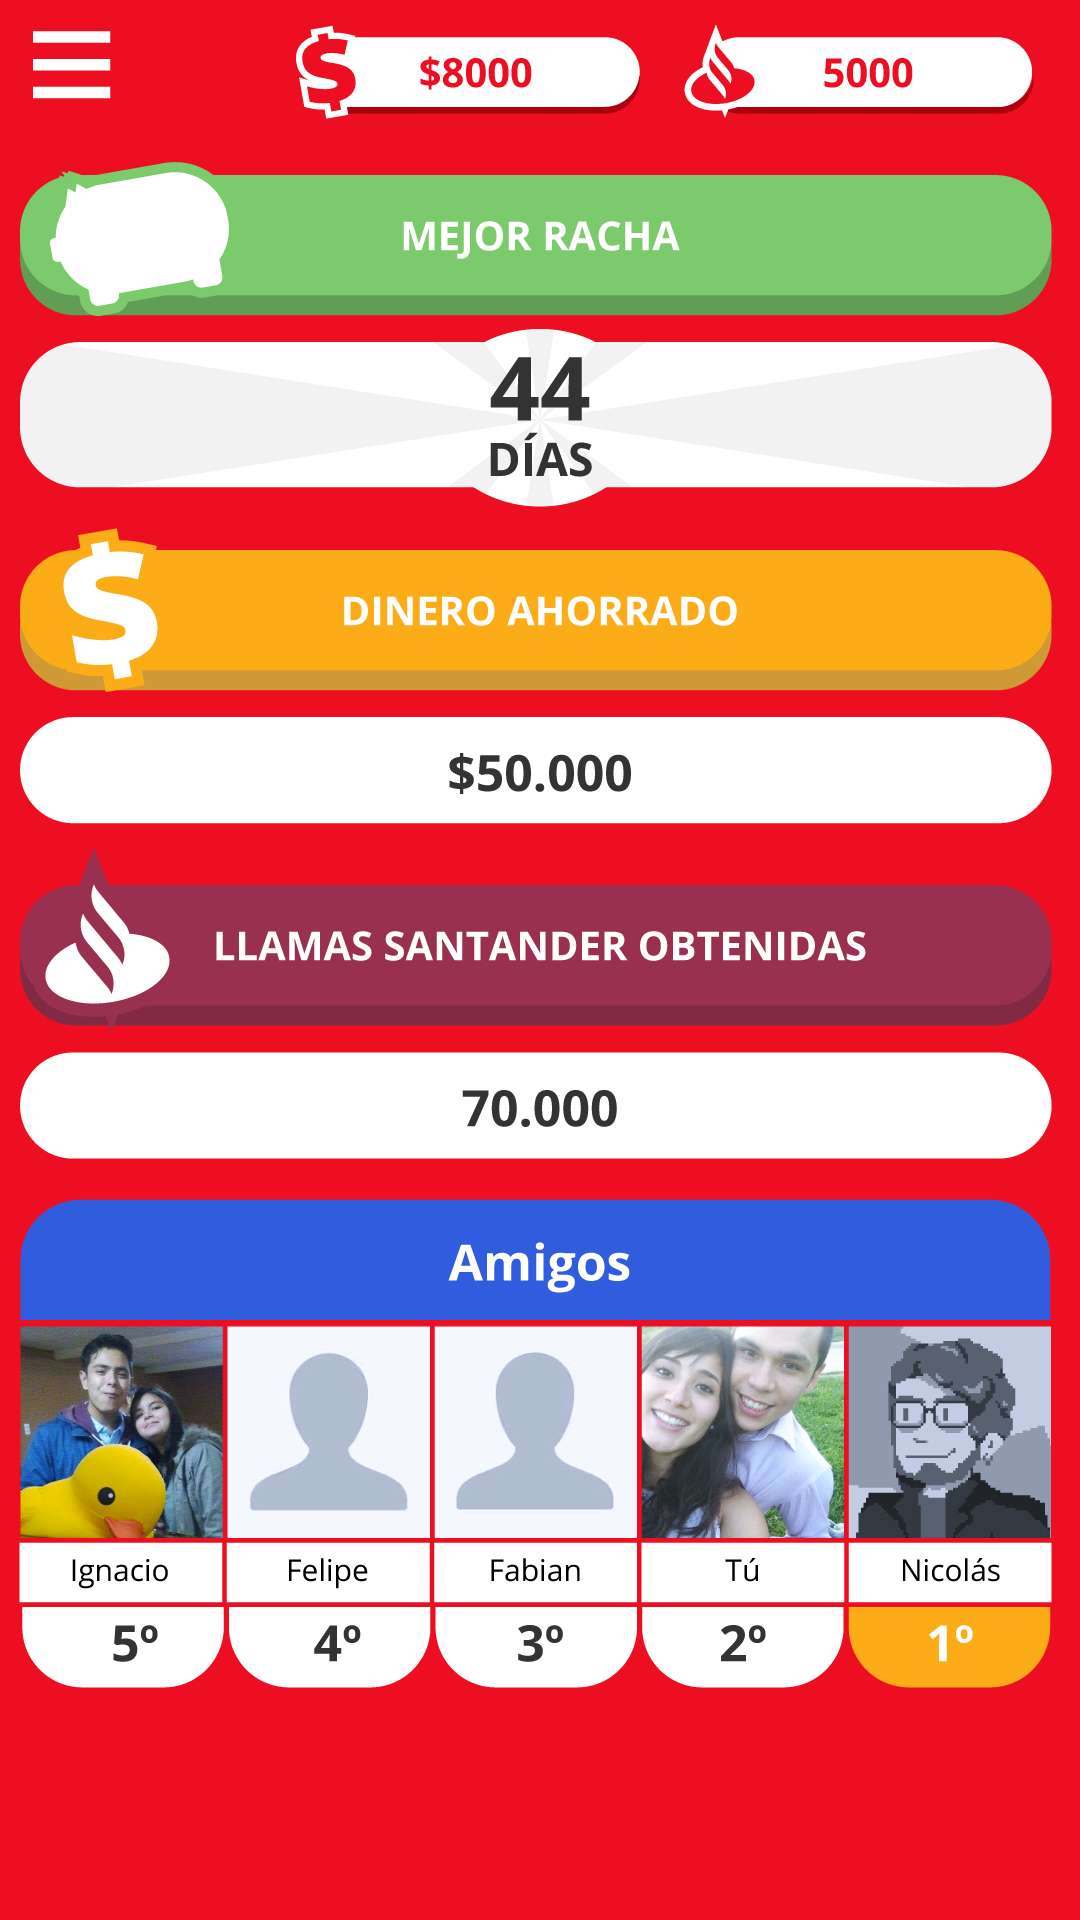 $8000
5000
MEJOR RACHA
44
DÍAS
DINERO AHORRADO
$50.000
LLAMAS SANTANDER OBTENIDAS
70.000
Amigos
Ignacio Felipe Fabian Tú Nicolás
5º 4º 3º 2º 1º